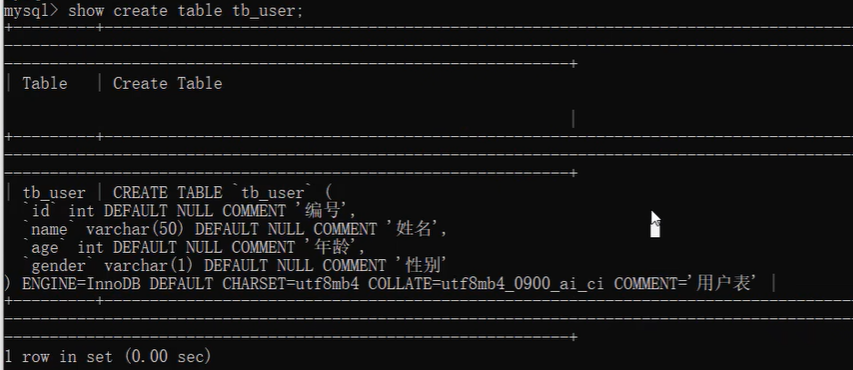 mysql> show create table tb_user;
| Table | Create Table |
| tb_user | CREATE TABLE `tb_user` (
`id` int DEFAULT NULL COMMENT '编号',
`name` varchar(50) DEFAULT NULL COMMENT '姓名',
`age` int DEFAULT NULL COMMENT '年龄',
`gender` varchar(1) DEFAULT NULL COMMENT '性别'
) ENGINE=InnoDB DEFAULT CHARSET=utf8mb4 COLLATE=utf8mb4_0900_ai_ci COMMENT='用户表' |
1 row in set (0.00 sec)